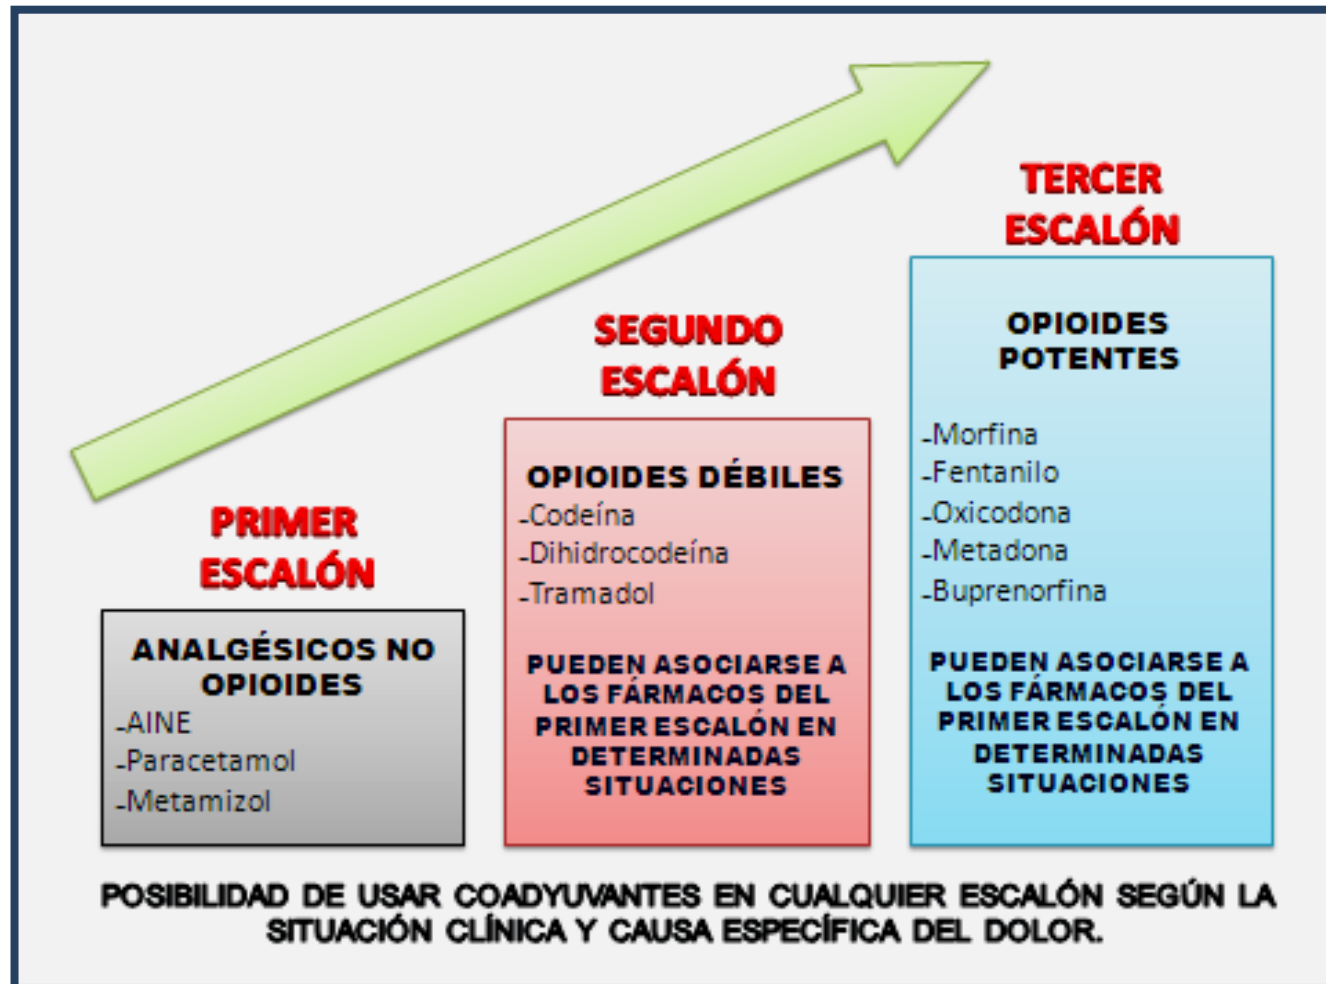 PRIMER
ESCALÓN
ANALGÉSICOS NO
OPIOIDES
-AINE
-Paracetamol
-Metamizol
SEGUNDO
ESCALÓN
OPIOIDES DÉBILES
-Codeína
-Dihidrocodeína
-Tramadol
PUEDEN ASOCIARSE A
LOS FÁRMACOS DEL
PRIMER ESCALÓN EN
DETERMINADAS
SITUACIONES
TERCER
ESCALÓN
OPIOIDES
POTENTES
-Morfina
-Fentanilo
-Oxicodona
-Metadona
-Buprenorfina
PUEDEN ASOCIARSE A
LOS FÁRMACOS DEL
PRIMER ESCALÓN EN
DETERMINADAS
SITUACIONES
POSIBILIDAD DE USAR COADYUVANTES EN CUALQUIER ESCALÓN SEGÚN LA
SITUACIÓN CLÍNICA Y CAUSA ESPECÍFICA DEL DOLOR.